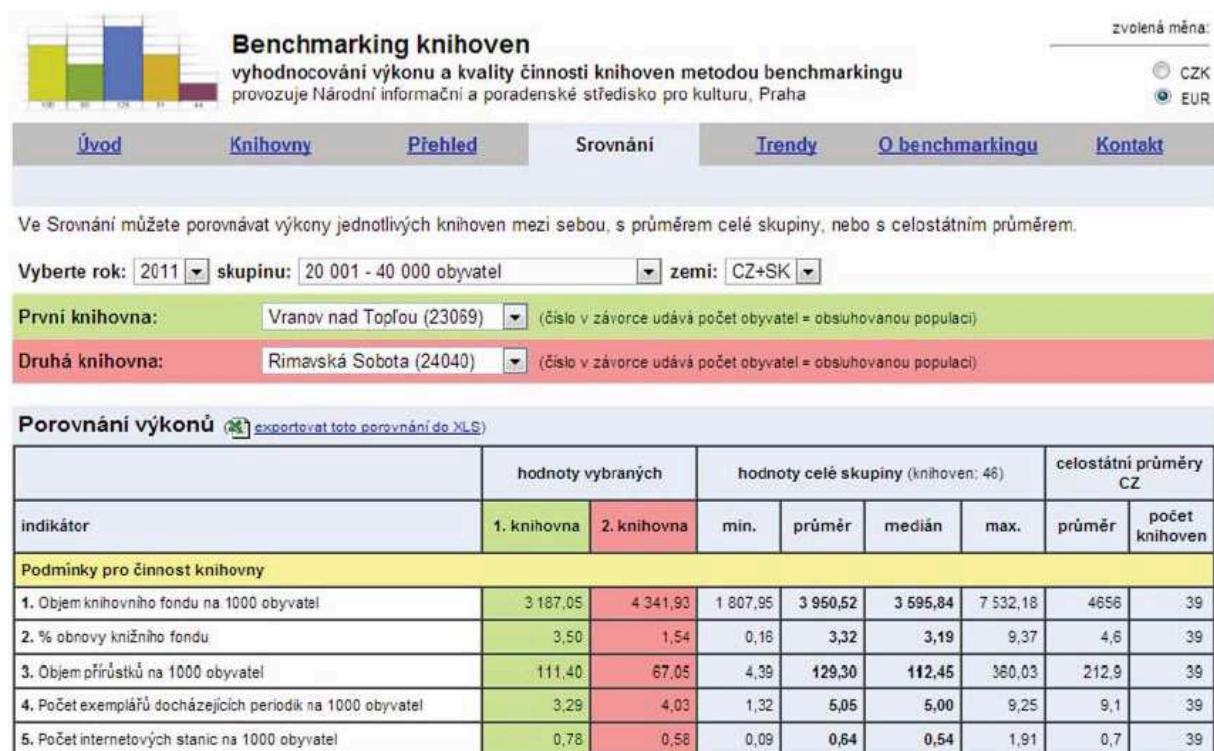 Benchmarking knihoven
vyhodnocování výkonu a kvality činnosti knihoven metodou benchmarkingu
provozuje Národní informační a poradenské středisko pro kulturu, Praha
zvolená měna:
CZK
EUR
Úvod Knihovny Přehled Srovnání Trendy O benchmarkingu Kontakt
Ve Srovnání můžete porovnávat výkony jednotlivých knihoven mezi sebou, s průměrem celé skupiny, nebo s celostátním průměrem.
Vyberte rok: 2011 skupinu: 20 001 - 40 000 obyvatel zemi: CZ+SK
První knihovna: Vranov nad Topľou (23069) (číslo v závorce udává počet obyvatel = obsluhovanou populaci)
Druhá knihovna: Rimavská Sobota (24040) (číslo v závorce udává počet obyvatel = obsluhovanou populaci)
Porovnání výkonů (exportovat toto porovnání do XLS)
hodnoty vybraných hodnoty celé skupiny (knihoven: 46) celostátní průměry CZ
indikátor 1. knihovna 2. knihovna min. průměr medián max. průměr počet knihoven
Podmínky pro činnost knihovny
1. Objem knihovního fondu na 1000 obyvatel 3 187,05 4 341,93 1 807,95 3 950,52 3 595,84 7 532,18 4656 39
2. % obnovy knižního fondu 3,50 1,54 0,16 3,32 3,19 9,37 4,6 39
3. Objem přírůstků na 1000 obyvatel 111,40 67,05 4,39 129,30 112,45 360,03 212,9 39
4. Počet exemplářů docházejících periodik na 1000 obyvatel 3,29 4,03 1,32 5,05 5,00 9,25 9,1 39
5. Počet internetových stanic na 1000 obyvatel 0,78 0,58 0,09 0,64 0,54 1,91 0,7 39